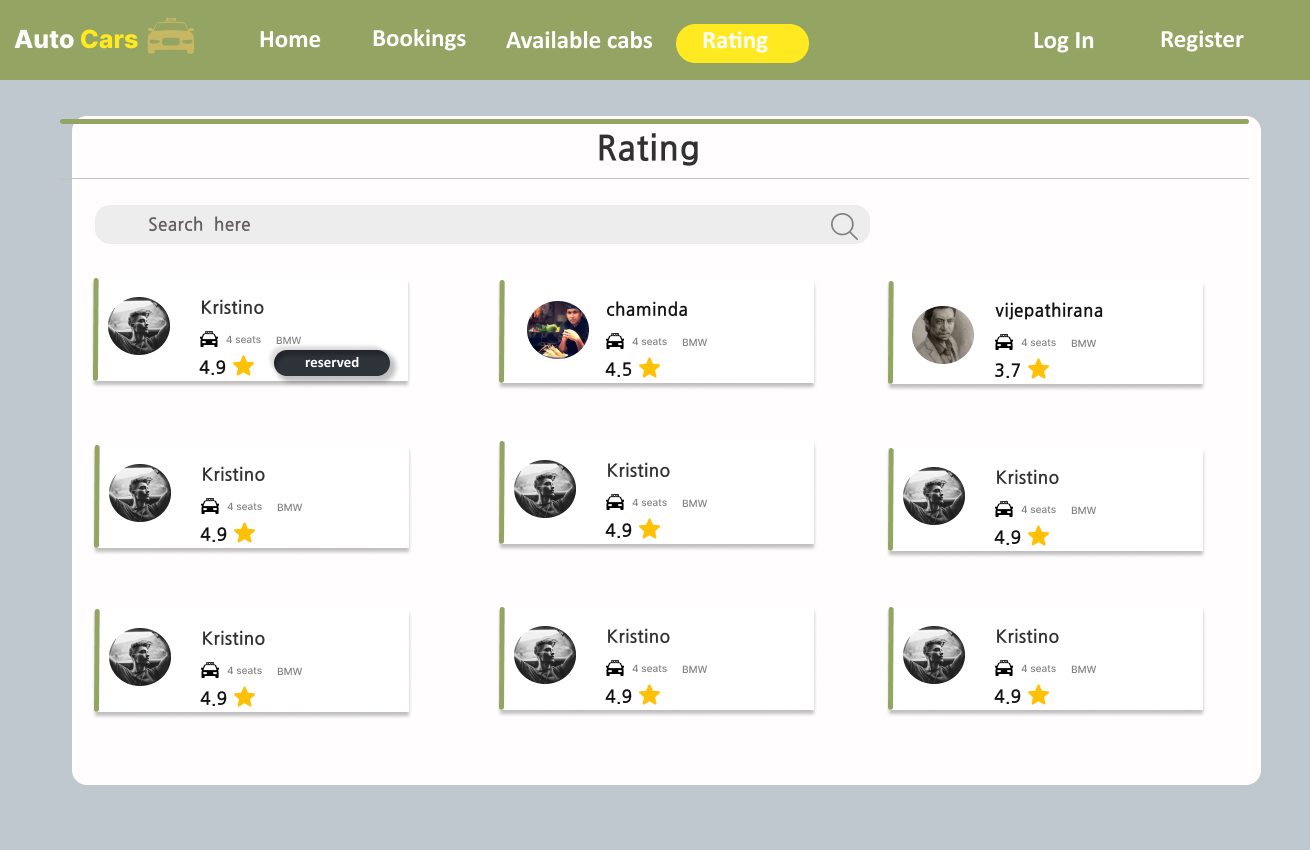 Auto Cars Home Bookings Available cabs Rating Log In Register
Rating
Search here
Kristino
4 seats BMW
4.9 reserved
chaminda
4 seats BMW
4.5
vijepathirana
4 seats BMW
3.7
Kristino
4 seats BMW
4.9
Kristino
4 seats BMW
4.9
Kristino
4 seats BMW
4.9
Kristino
4 seats BMW
4.9
Kristino
4 seats BMW
4.9
Kristino
4 seats BMW
4.9